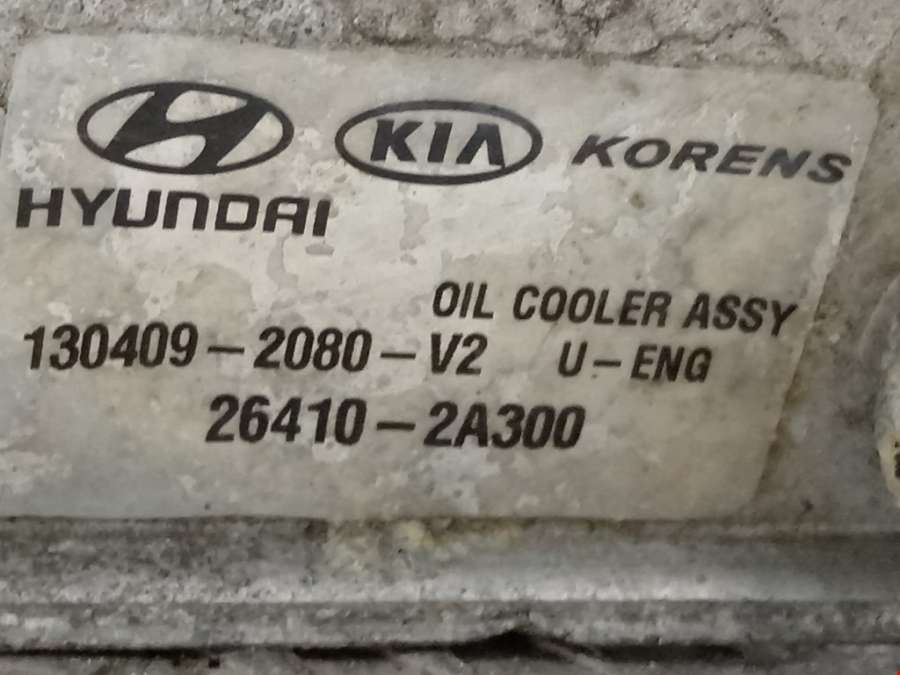 KIA KORENS
HYUNDAI
OIL COOLER ASSY
130409-2080-V2 U-ENG
26410-2A300